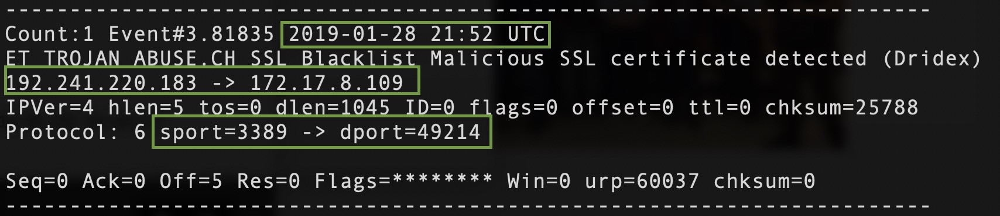 --------------------------------------------------------------------------
Count:1 Event#3.81835 2019-01-28 21:52 UTC
ET TROJAN ABUSE.CH SSL Blacklist Malicious SSL certificate detected (Dridex)
192.241.220.183 -> 172.17.8.109
IPVer=4 hlen=5 tos=0 dlen=1045 ID=0 flags=0 offset=0 ttl=0 chksum=25788
Protocol: 6 sport=3389 -> dport=49214
Seq=0 Ack=0 Off=5 Res=0 Flags=******** Win=0 urp=60037 chksum=0
--------------------------------------------------------------------------